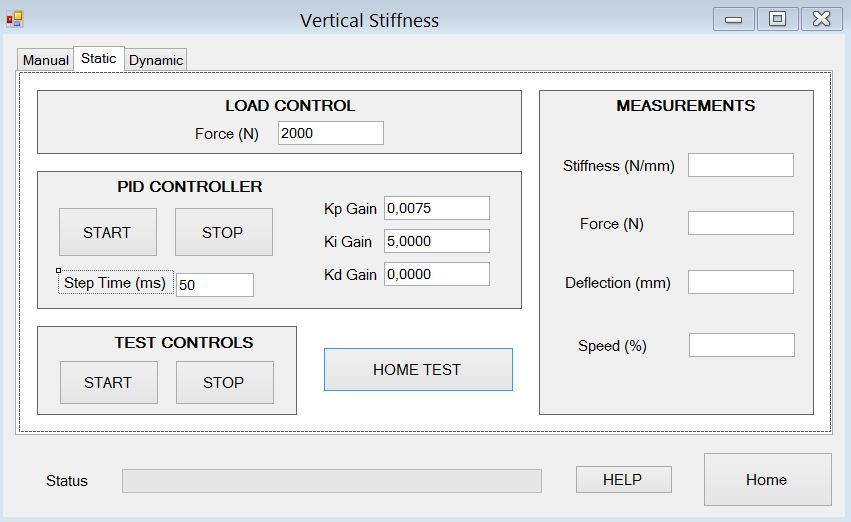 Vertical Stiffness
Manual Static Dynamic
LOAD CONTROL
Force (N) 2000
PID CONTROLLER
START STOP
Step Time (ms) 50
Kp Gain 0,0075
Ki Gain 5,0000
Kd Gain 0,0000
TEST CONTROLS
START STOP
HOME TEST
MEASUREMENTS
Stiffness (N/mm)
Force (N)
Deflection (mm)
Speed (%)
Status
HELP
Home